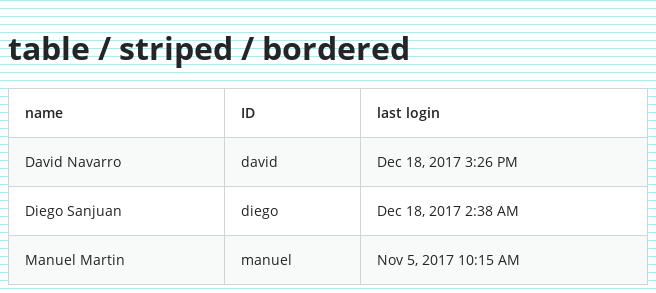 table / striped / bordered
name ID last login
David Navarro david Dec 18, 2017 3:26 PM
Diego Sanjuan diego Dec 18, 2017 2:38 AM
Manuel Martin manuel Nov 5, 2017 10:15 AM